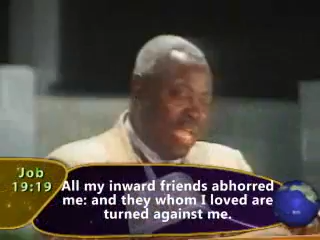 Job
19:19
All my inward friends abhorred
me: and they whom I loved are
turned against me.